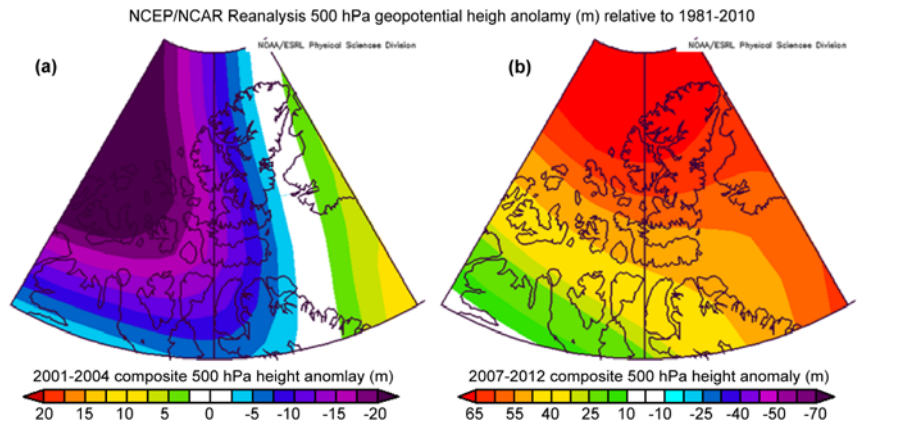 NCEP/NCAR Reanalysis 500 hPa geopotential heigh anolamy (m) relative to 1981-2010
(a)
NOAA/ESRL Physical Sciences Division
(b)
NOAA/ESRL Physical Sciences Division
2001-2004 composite 500 hPa height anomlay (m)
20 15 10 5 0 -5 -10 -15 -20
2007-2012 composite 500 hPa height anomaly (m)
65 55 40 25 10 -10 -25 -40 -50 -70